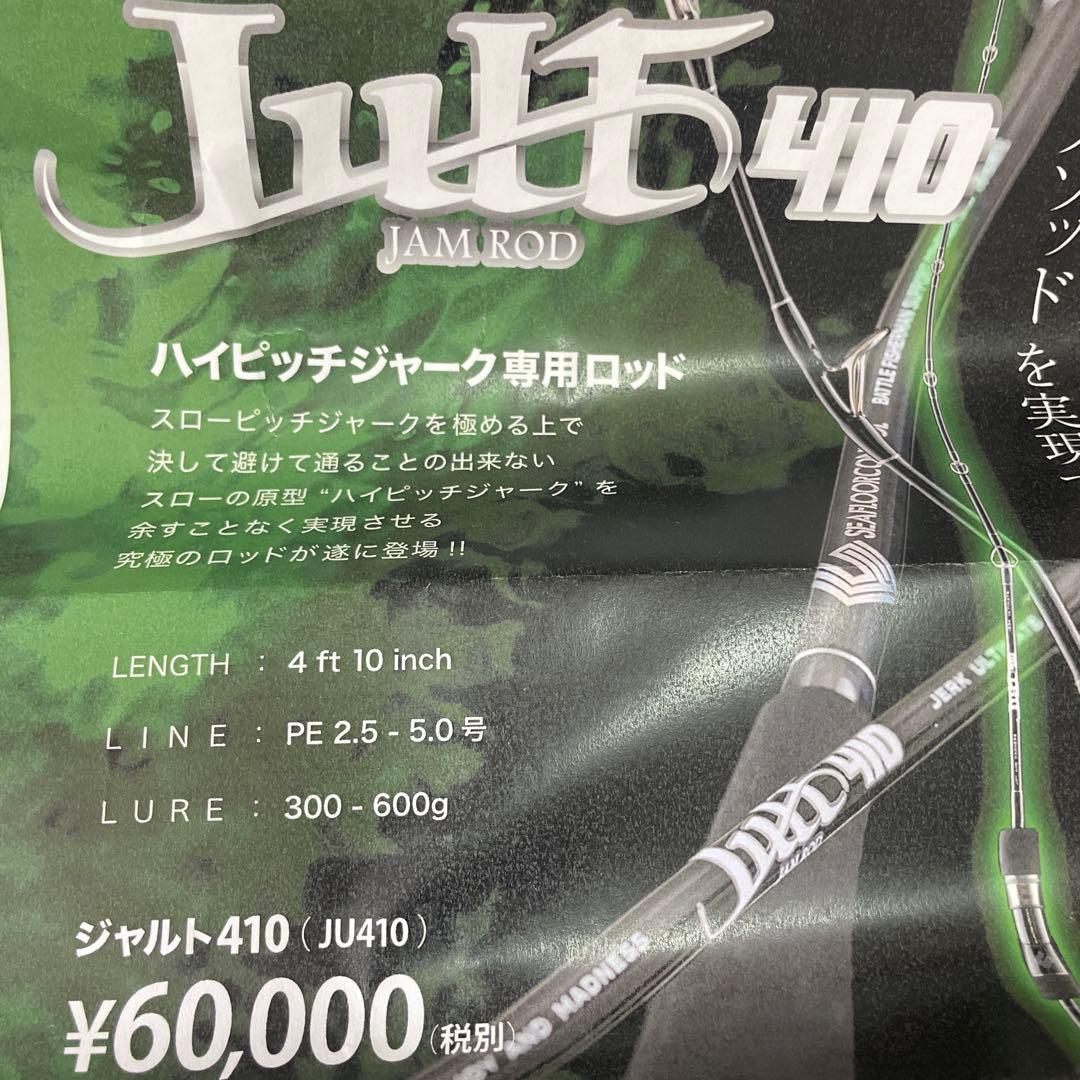 Jult 410
JAM ROD
ハイピッチジャーク専用ロッド
スローピッチジャークを極める上で
決して避けて通ることの出来ない
スローの原型 “ハイピッチジャーク” を
余すことなく実現させる
究極のロッドが遂に登場!!
LENGTH : 4 ft 10 inch
LINE : PE 2.5 - 5.0号
LURE : 300 - 600g
ジャルト410 ( JU410 )
¥60,000(税別)
ソッドを実現
BATTLE FISHERMAN
JERK
Jult 410
JAM ROD
AND MADNESS